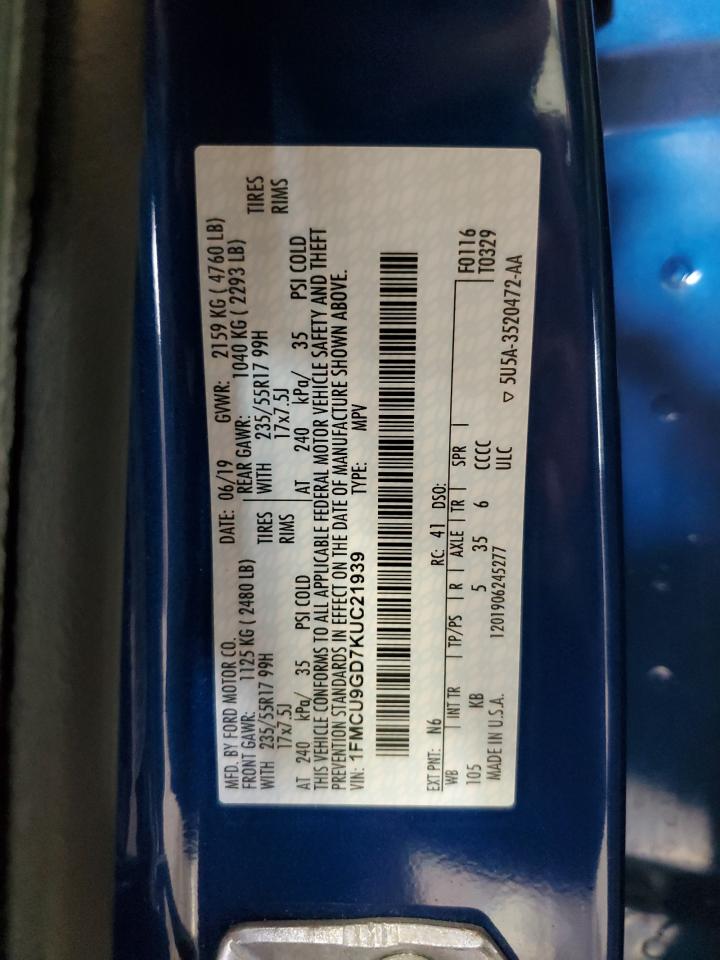 MFD. BY FORD MOTOR CO. DATE: 06/19 GVWR: 2159 KG ( 4760 LB)
FRONT GAWR: 1125 KG ( 2480 LB) REAR GAWR: 1040 KG ( 2293 LB)
WITH 235/55R17 99H TIRES WITH 235/55R17 99H TIRES
17x7.5J RIMS 17x7.5J RIMS
AT 240 kPa/ 35 PSI COLD AT 240 kPa/ 35 PSI COLD
THIS VEHICLE CONFORMS TO ALL APPLICABLE FEDERAL MOTOR VEHICLE SAFETY AND THEFT
PREVENTION STANDARDS IN EFFECT ON THE DATE OF MANUFACTURE SHOWN ABOVE.
VIN: 1FMCU9GD7KUC21939 TYPE: MPV
EXT PNT: N6 RC: 41 DSO: F0116
WB INT TR TP/PS R AXLE TR SPR T0329
105 KB 5 35 6 CCCC
MADE IN U.S.A. 1201906245277 ULC ▽ 5U5A-3520472-AA